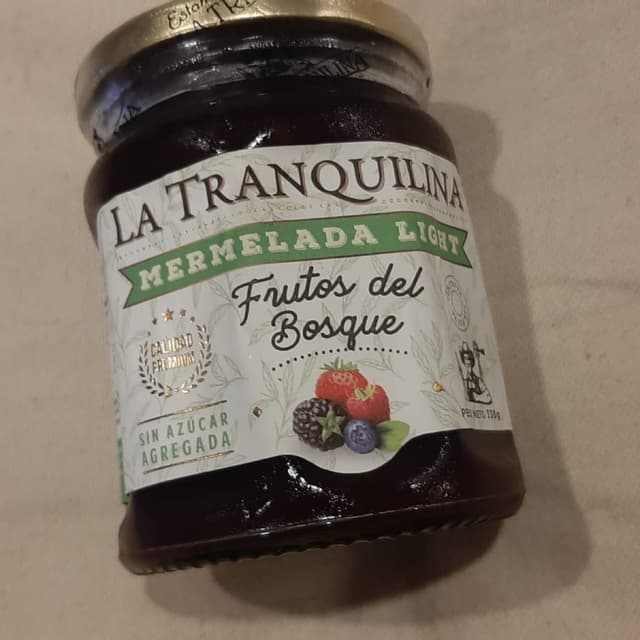 LA TRANQUILINA
MERMELADA LIGHT
Frutos del
Bosque
CALIDAD
PREMIUM
SIN AZÚCAR
AGREGADA